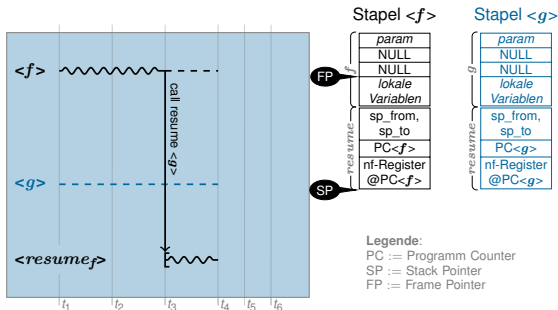 Stapel <f>
Stapel <g>
<f>
<g>
<resume_f>
call resume <g>
t1
t2
t3
t4
t5
t6
FP
SP
f
resume
param
NULL
NULL
lokale
Variablen
sp_from,
sp_to
PC<f>
nf-Register
@PC<f>
g
resume
param
NULL
NULL
lokale
Variablen
sp_from,
sp_to
PC<g>
nf-Register
@PC<g>
Legende:
PC := Programm Counter
SP := Stack Pointer
FP := Frame Pointer